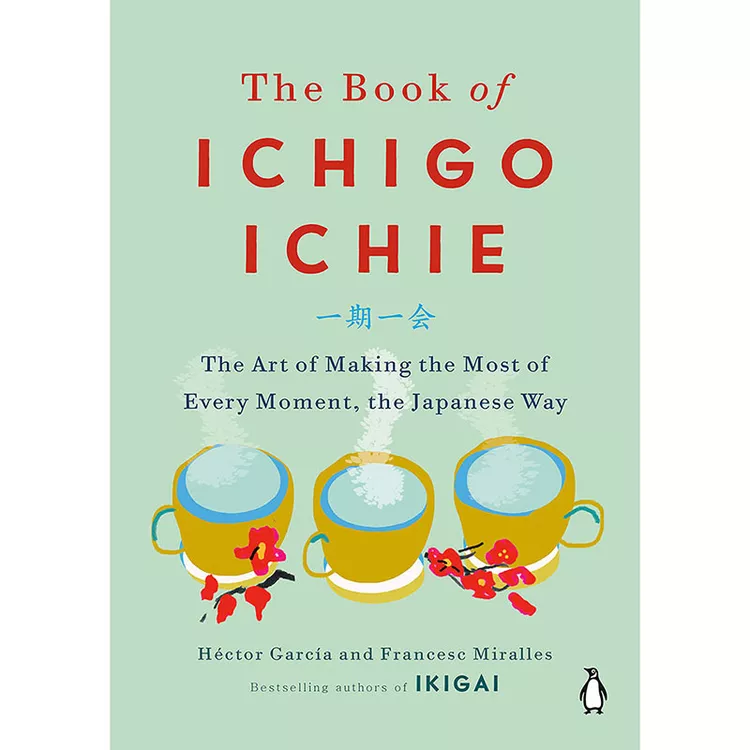 The Book of
ICHIGO
ICHIE
一期一会
The Art of Making the Most of
Every Moment, the Japanese Way
Héctor García and Francesc Miralles
Bestselling authors of IKIGAI